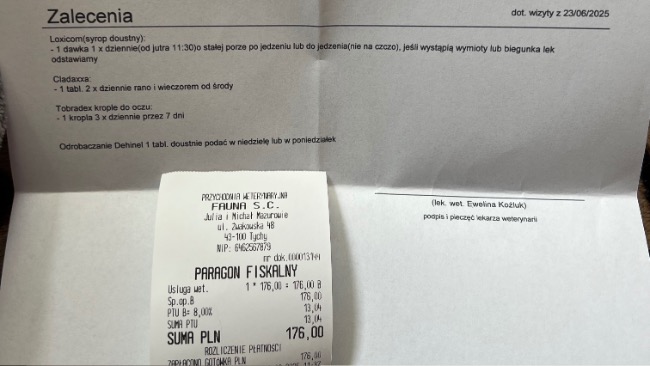 Zalecenia
dot. wizyty z 23/06/2025
Loxicom(syrop doustny):
- 1 dawka 1 x dziennie(od jutra 11:30)o stałej porze po jedzeniu lub do jedzenia(nie na czczo), jeśli wystąpią wymioty lub biegunka lek
odstawiamy
Cladaxxa:
- 1 tabl. 2 x dziennie rano i wieczorem od środy
Tobradex krople do oczu:
- 1 kropla 3 x dziennie przez 7 dni
Odrobaczanie Dehinel 1 tabl. doustnie podać w niedzielę lub w poniedziałek
(lek. wet. Ewelina Koźluk)
podpis i pieczęć lekarza weterynarii
PRZYCHODNIA WETERYNARYJNA
FAUNA S.C.
Julia i Michał Mazurowie
ul. Żwakowska 48
43-100 Tychy
NIP: 6462567879
nr dok.
PARAGON FISKALNY
Usługa wet. 1 * 176,00 = 176,00 B
Sp.op.B 176,00
PTU B= 8,00% 13,04
SUMA PTU 13,04
SUMA PLN 176,00
ROZLICZENIE PŁATNOŚCI
ZAPŁACONO GOTÓWKA PLN 176,00